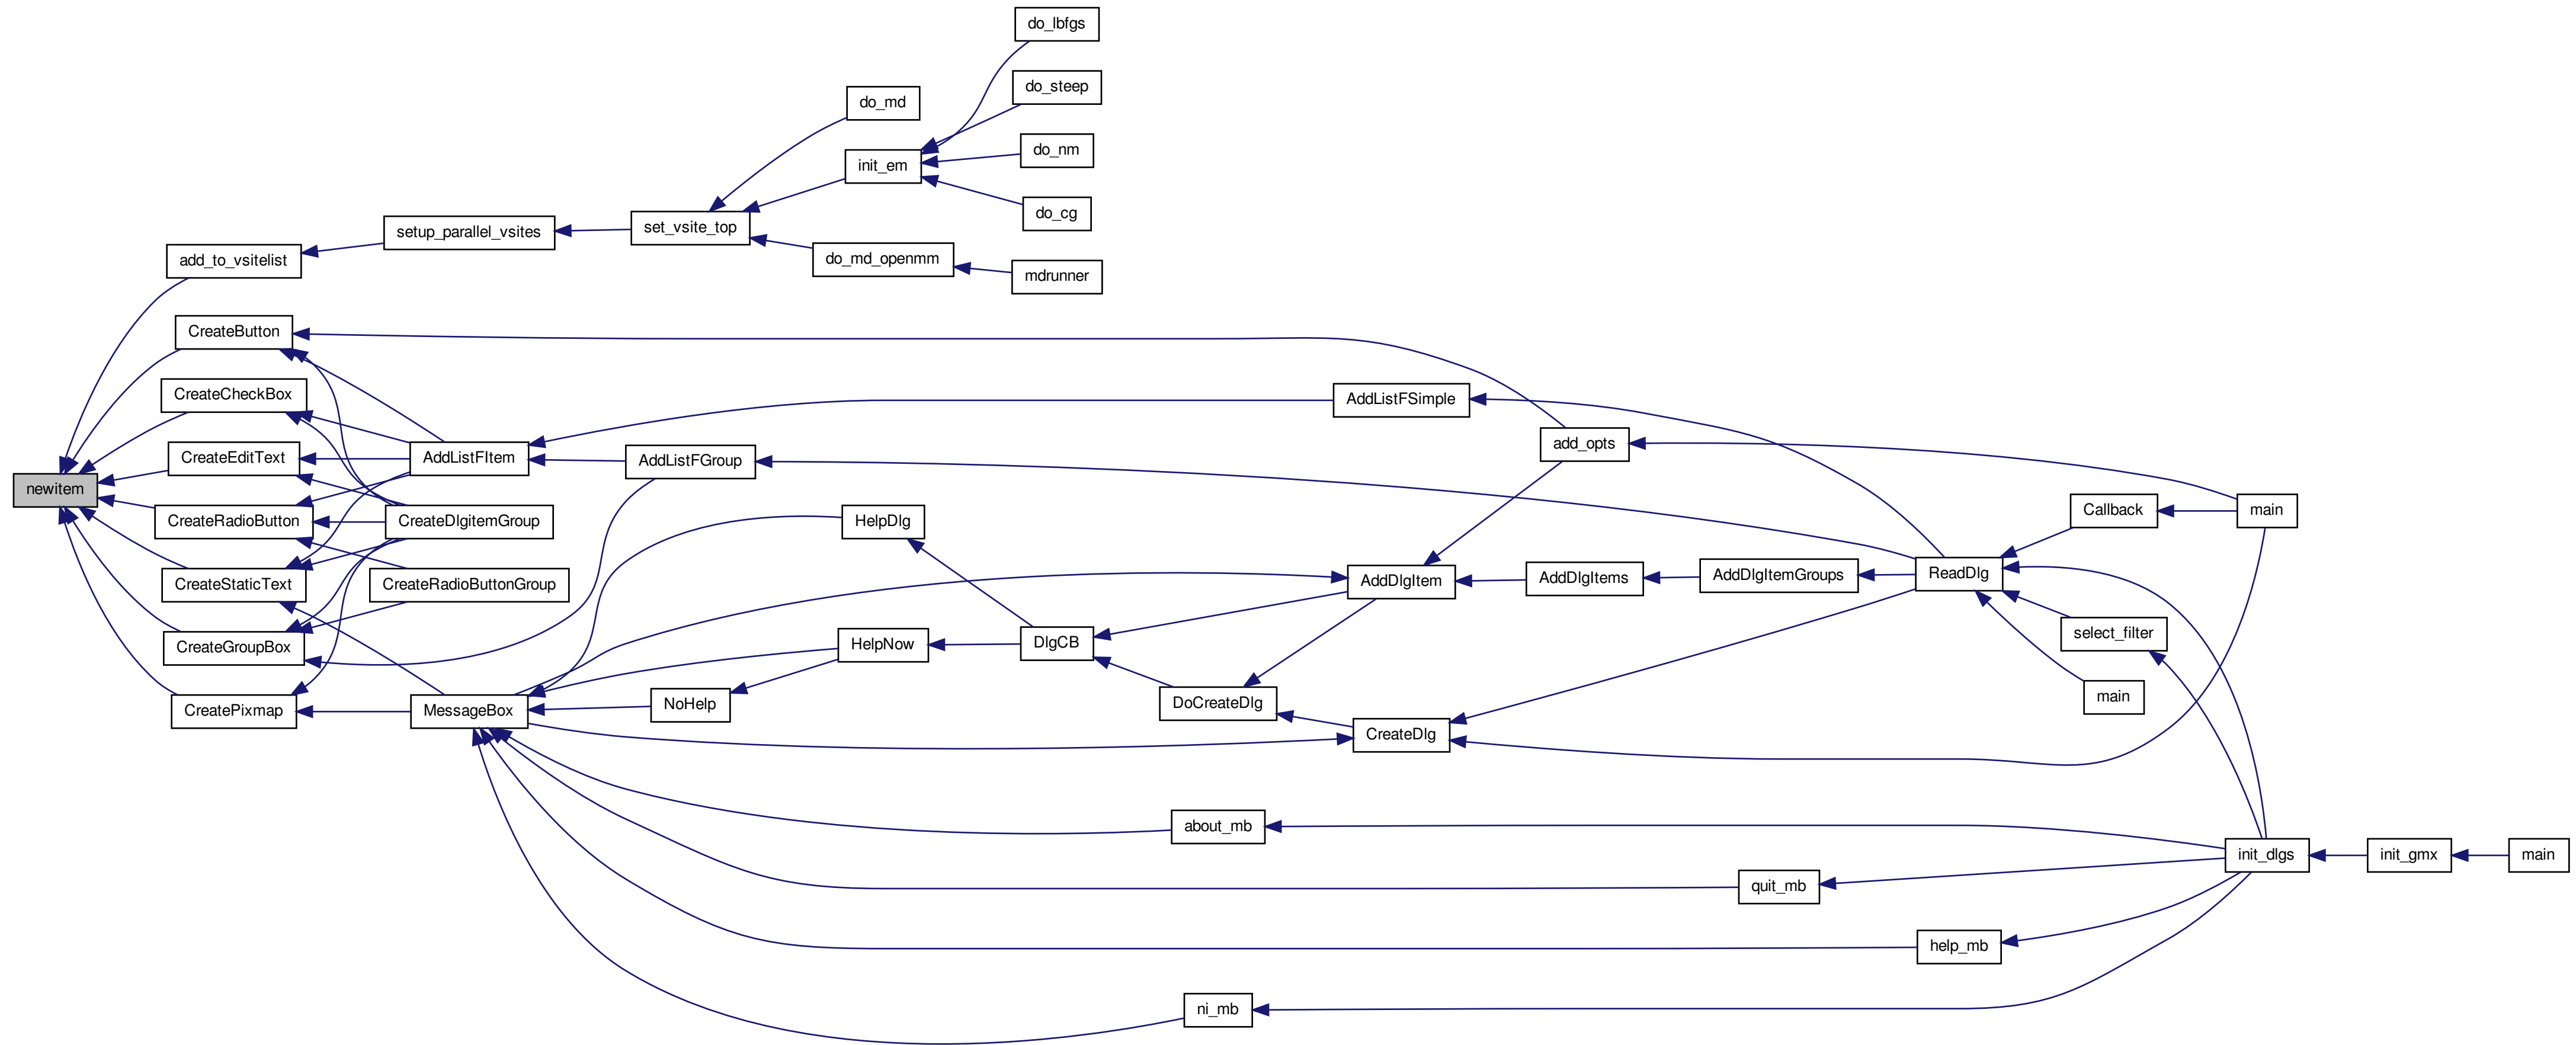 do_lbfgs
do_steep
do_md
do_nm
init_em
do_cg
set_vsite_top
setup_parallel_vsites
add_to_vsitelist
do_md_openmm
mdrunner
CreateButton
CreateCheckBox
AddListFSimple
add_opts
CreateEditText
AddListFItem
AddListFGroup
newitem
CreateRadioButton
CreateDlgitemGroup
HelpDlg
Callback
main
CreateStaticText
CreateRadioButtonGroup
AddDlgItem
AddDlgItems
AddDlgItemGroups
ReadDlg
CreateGroupBox
HelpNow
DlgCB
select_filter
CreatePixmap
MessageBox
NoHelp
DoCreateDlg
main
CreateDlg
about_mb
init_dlgs
init_gmx
main
quit_mb
help_mb
ni_mb